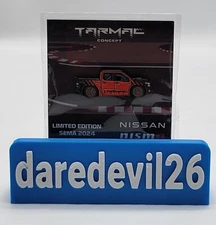 TARMAC
CONCEPT
LIMITED EDITION
SEMA 2024
NISSAN
nismo
daredevil26